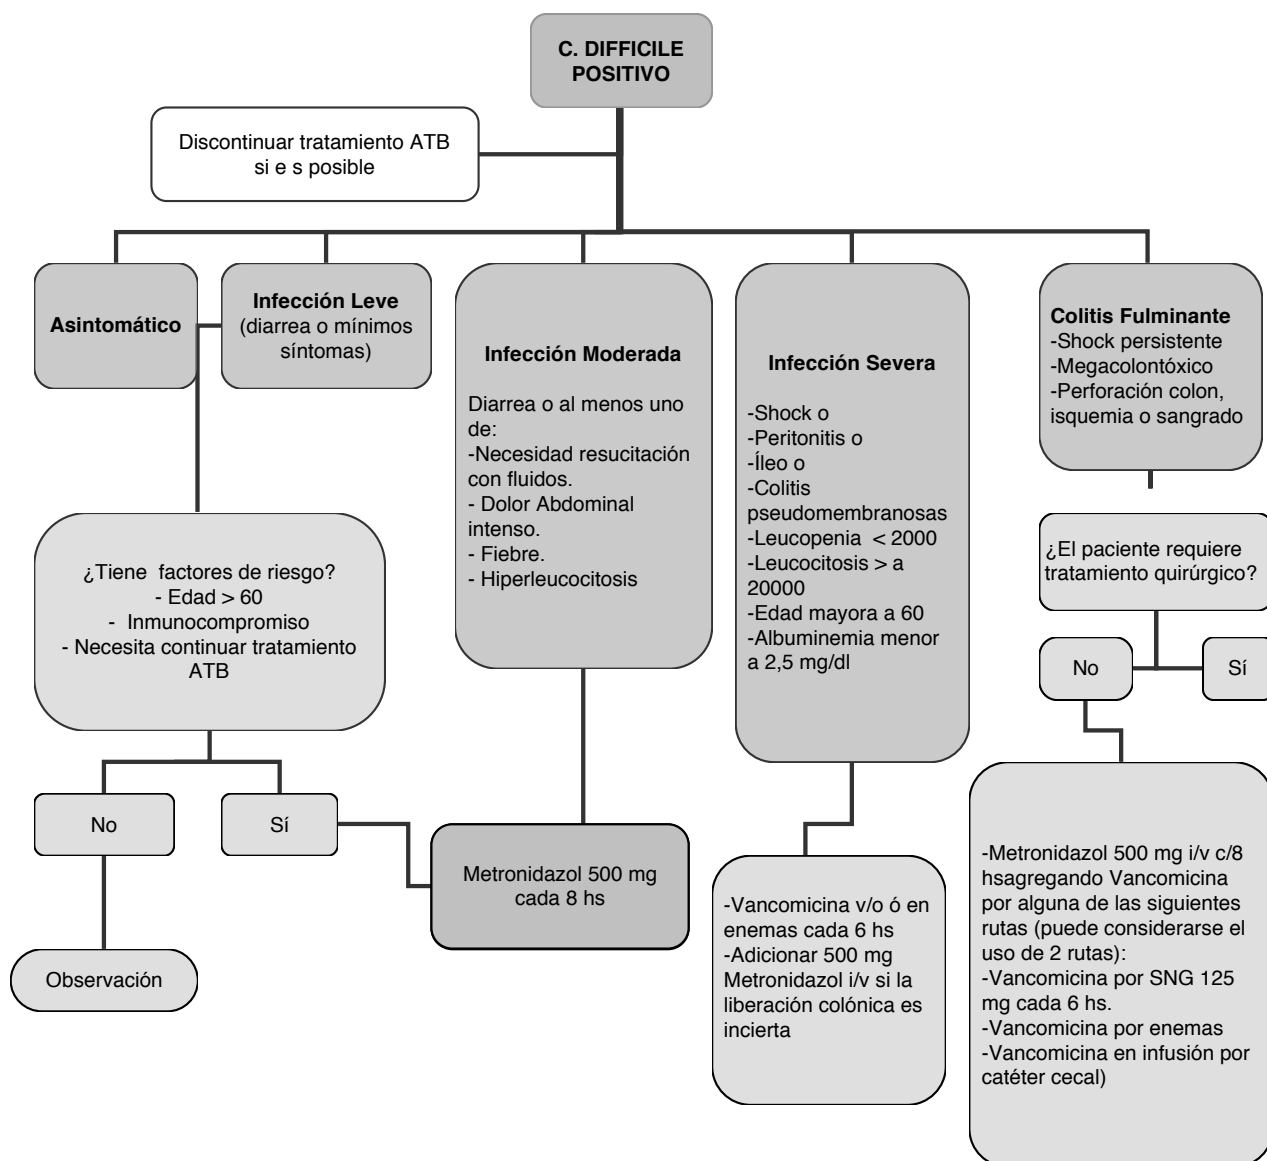 C. DIFFICILE
POSITIVO
Discontinuar tratamiento ATB
si e s posible
Asintomático
Infección Leve
(diarrea o mínimos
síntomas)
Infección Moderada
Diarrea o al menos uno
de:
-Necesidad resucitación
con fluidos.
- Dolor Abdominal
intenso.
- Fiebre.
- Hiperleucocitosis
Infección Severa
-Shock o
-Peritonitis o
-Íleo o
-Colitis
pseudomembranosas
-Leucopenia < 2000
-Leucocitosis > a
20000
-Edad mayora a 60
-Albuminemia menor
a 2,5 mg/dl
Colitis Fulminante
-Shock persistente
-Megacolontóxico
-Perforación colon,
isquemia o sangrado
¿Tiene factores de riesgo?
- Edad > 60
- Inmunocompromiso
- Necesita continuar tratamiento
ATB
¿El paciente requiere
tratamiento quirúrgico?
No
Sí
No
Sí
Observación
Metronidazol 500 mg
cada 8 hs
-Vancomicina v/o ó en
enemas cada 6 hs
-Adicionar 500 mg
Metronidazol i/v si la
liberación colónica es
incierta
-Metronidazol 500 mg i/v c/8
hsagregando Vancomicina
por alguna de las siguientes
rutas (puede considerarse el
uso de 2 rutas):
-Vancomicina por SNG 125
mg cada 6 hs.
-Vancomicina por enemas
-Vancomicina en infusión por
catéter cecal)